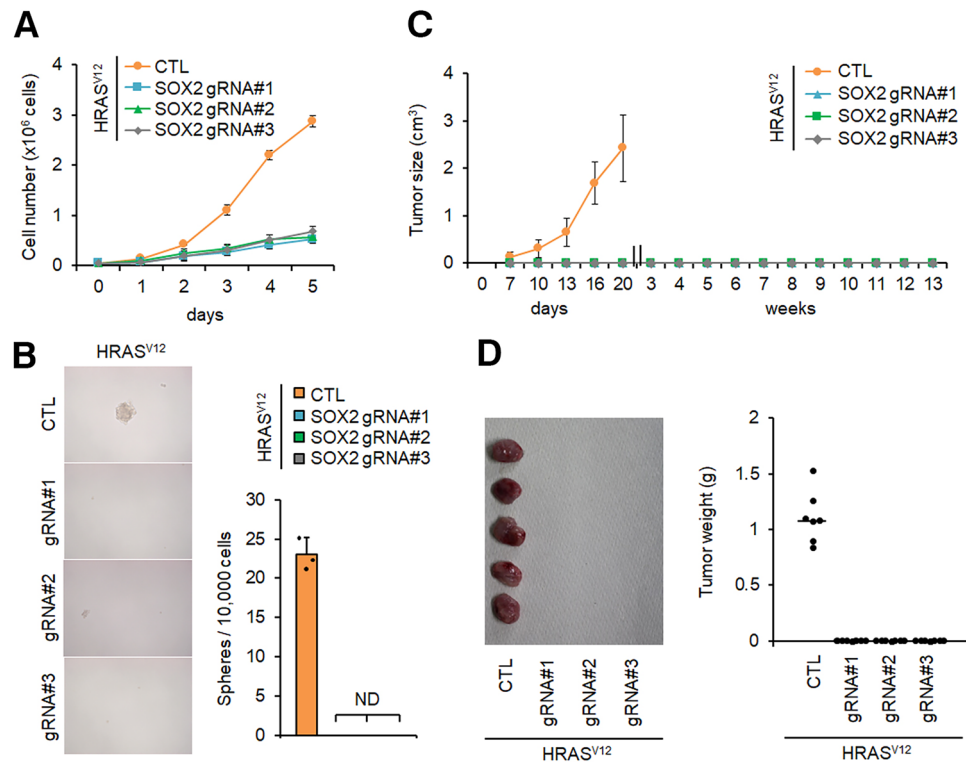 A
HRASV12
CTL
SOX2 gRNA#1
SOX2 gRNA#2
SOX2 gRNA#3
Cell number (x10⁶ cells)
4
3
2
1
0
0 1 2 3 4 5
days
C
HRASV12
CTL
SOX2 gRNA#1
SOX2 gRNA#2
SOX2 gRNA#3
Tumor size (cm³)
4
3
2
1
0
0 7 10 13 16 20 3 4 5 6 7 8 9 10 11 12 13
days weeks
B
HRASV12
CTL
gRNA#1
gRNA#2
gRNA#3
HRASV12
CTL
SOX2 gRNA#1
SOX2 gRNA#2
SOX2 gRNA#3
Spheres / 10,000 cells
30
25
20
15
10
5
0
ND
D
CTL
gRNA#1
gRNA#2
gRNA#3
HRASV12
Tumor weight (g)
2
1.5
1
0.5
0
CTL
gRNA#1
gRNA#2
gRNA#3
HRASV12